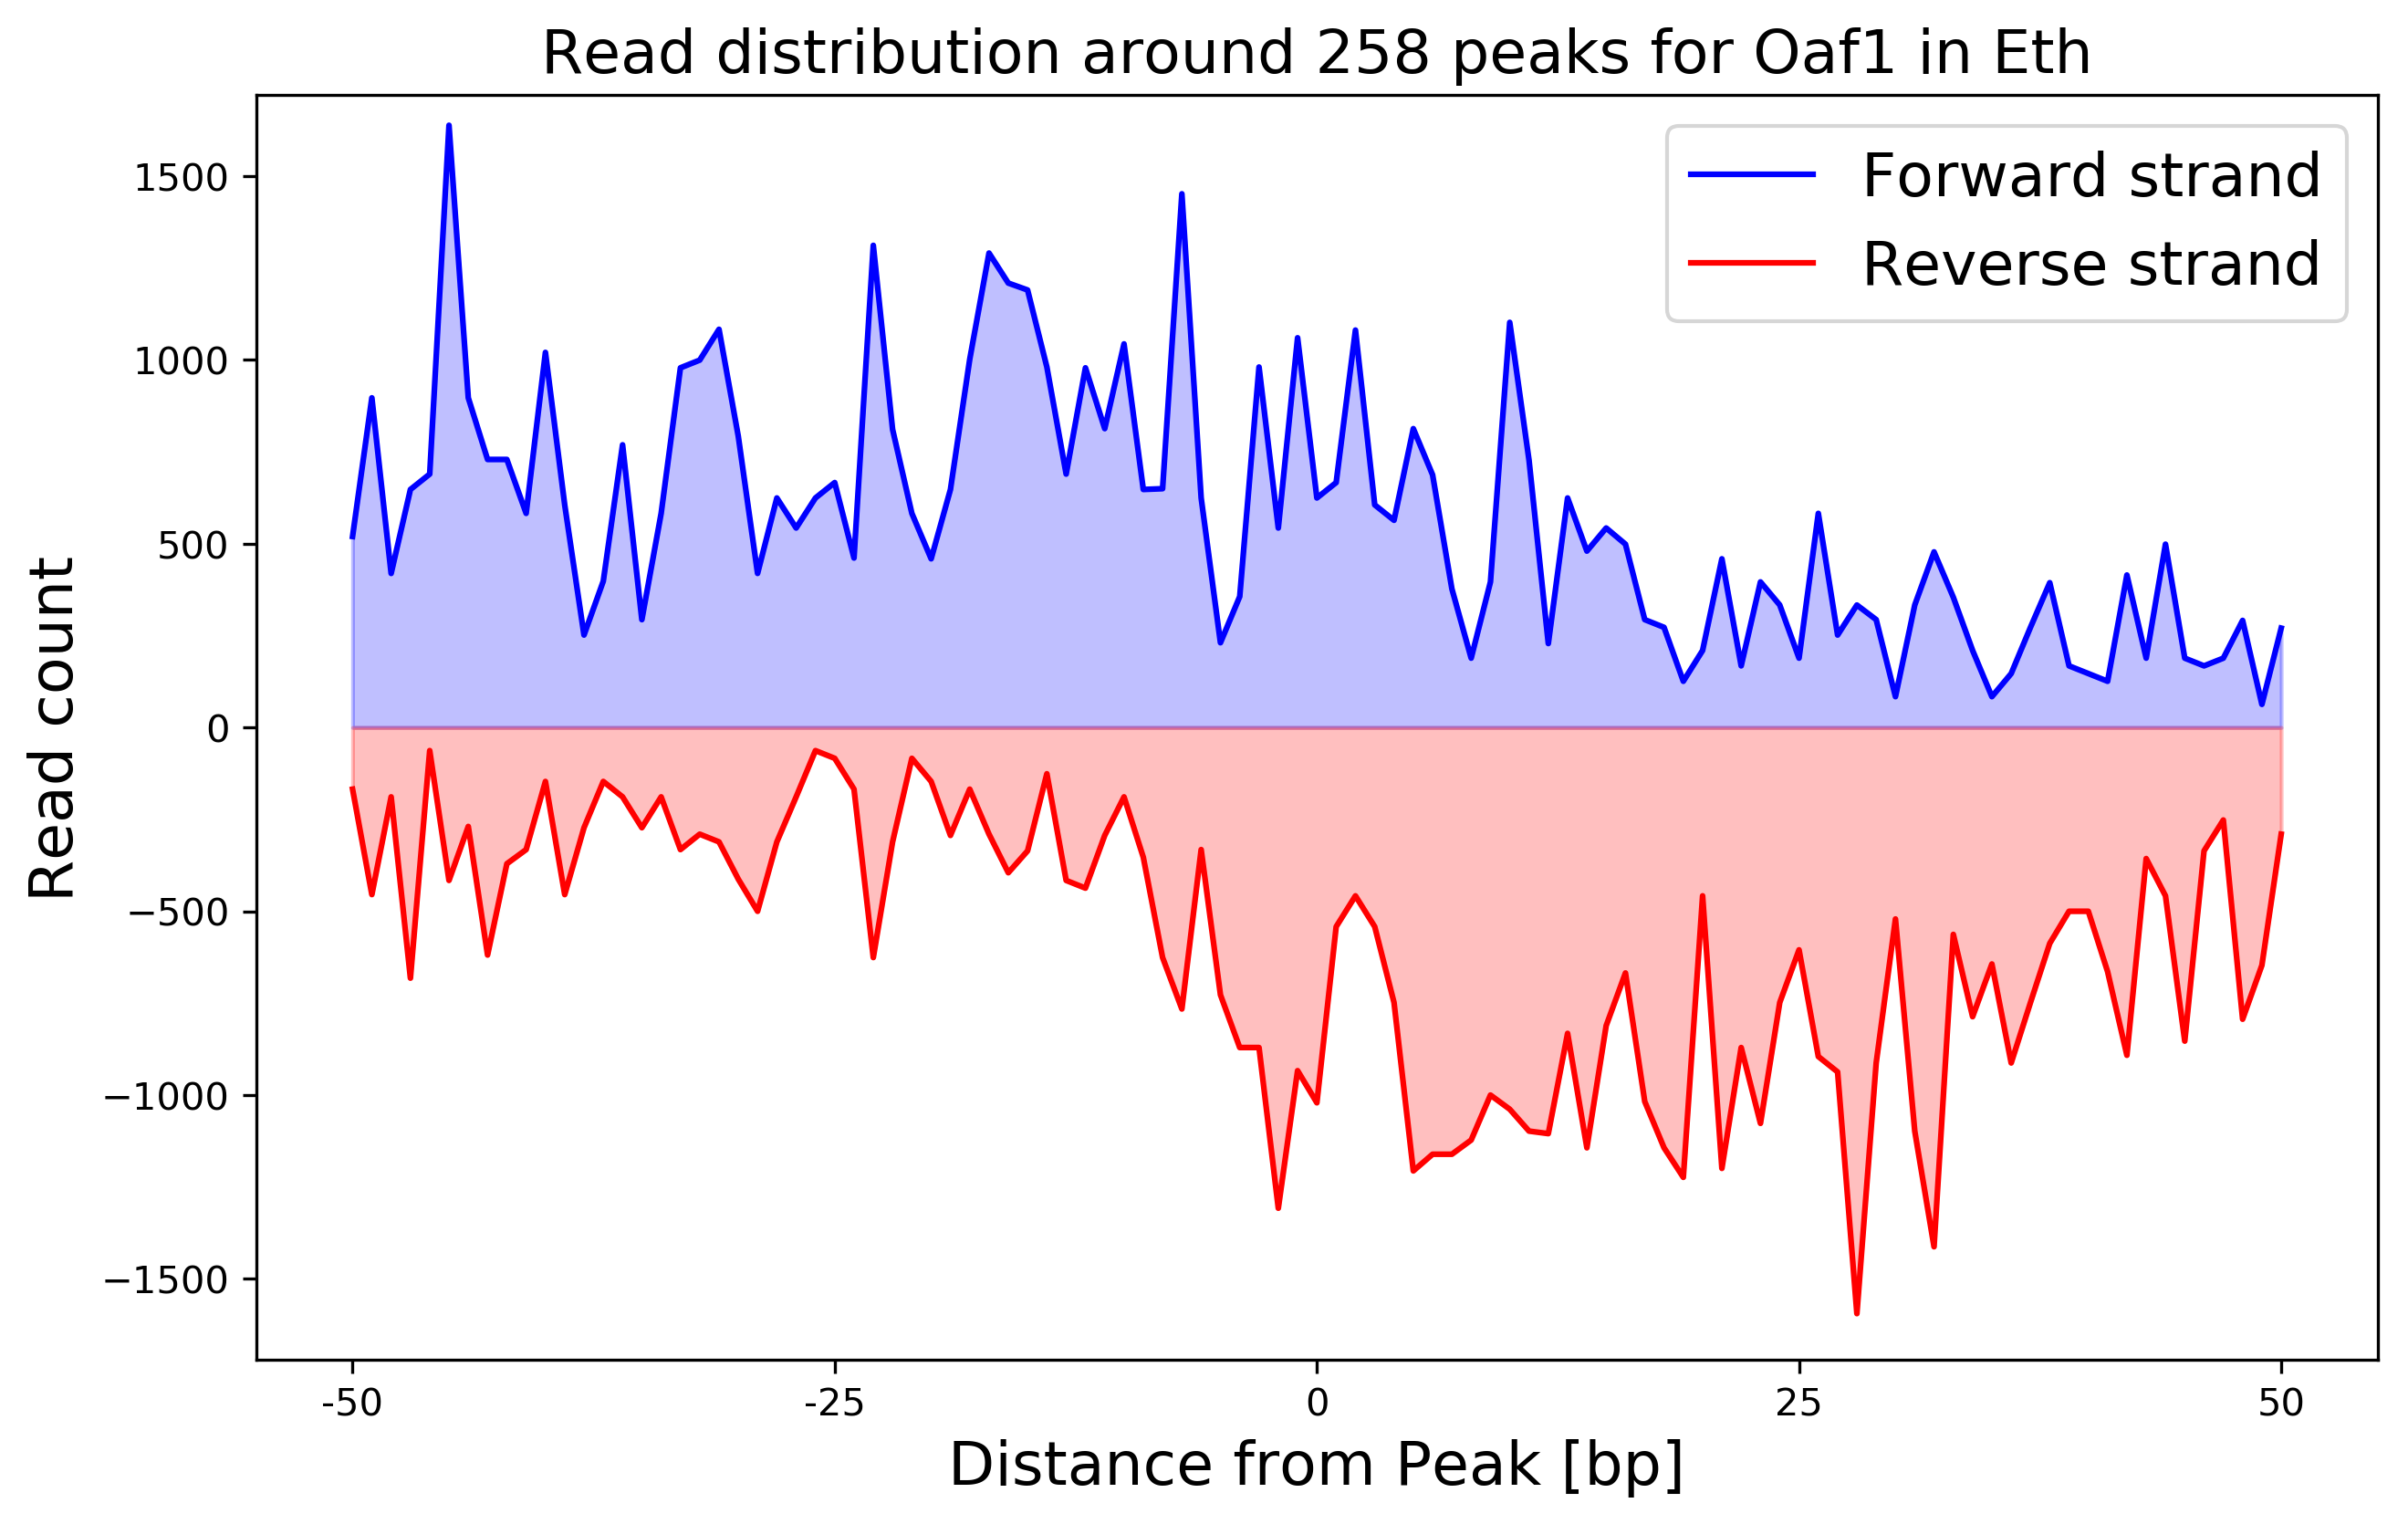 Read distribution around 258 peaks for Oaf1 in Eth
Forward strand
Reverse strand
Read count
1500
1000
500
0
−500
−1000
−1500
-50
-25
0
25
50
Distance from Peak [bp]